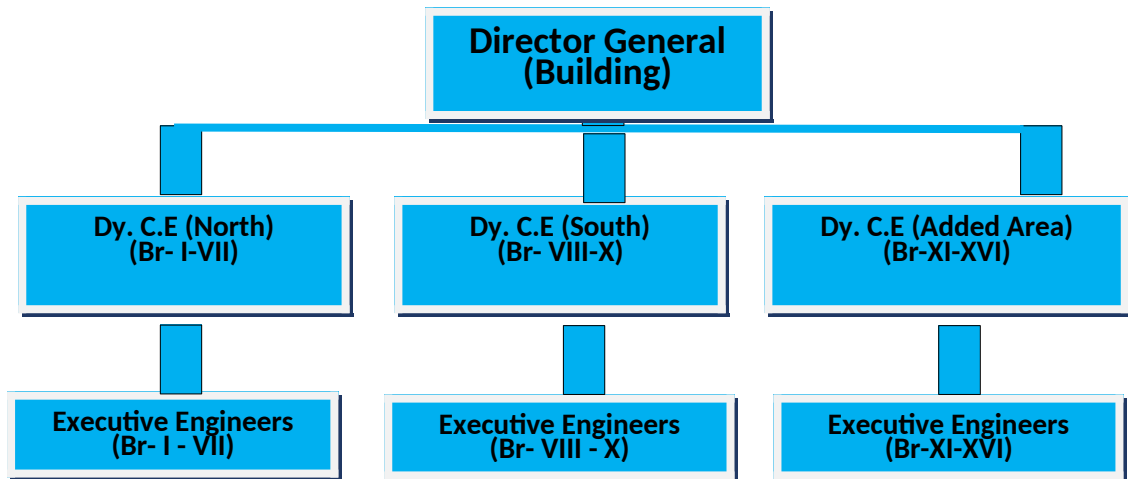 Director General
(Building)
Dy. C.E (North)
(Br- I-VII)
Dy. C.E (South)
(Br- VIII-X)
Dy. C.E (Added Area)
(Br-XI-XVI)
Executive Engineers
(Br- I - VII)
Executive Engineers
(Br- VIII - X)
Executive Engineers
(Br-XI-XVI)